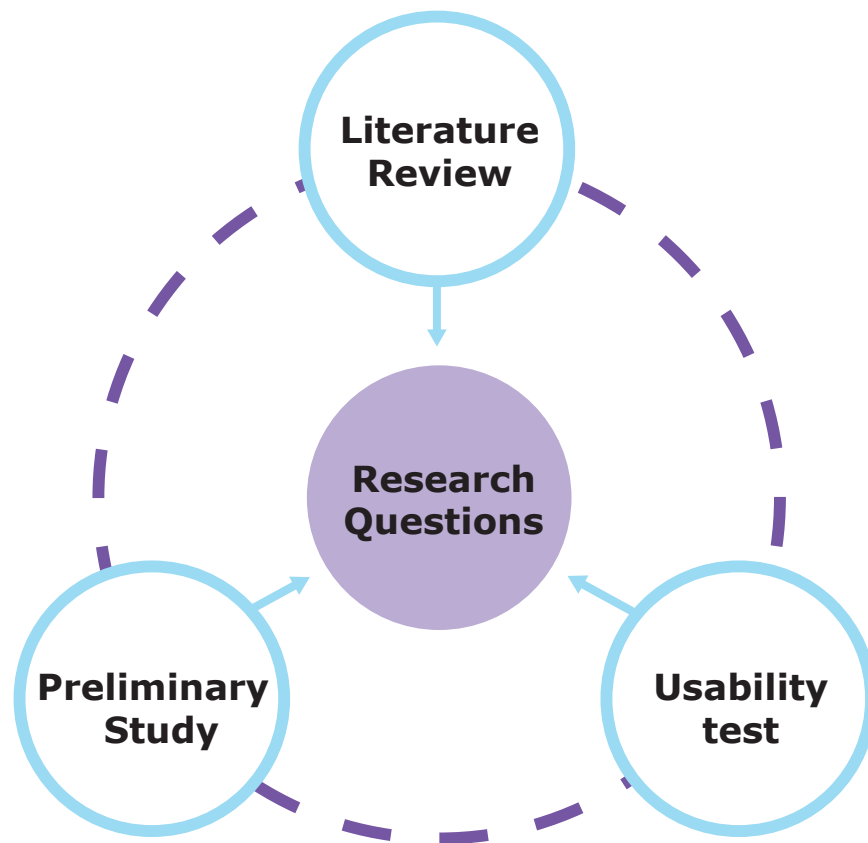 Literature
Review
Research
Questions
Preliminary
Study
Usability
test